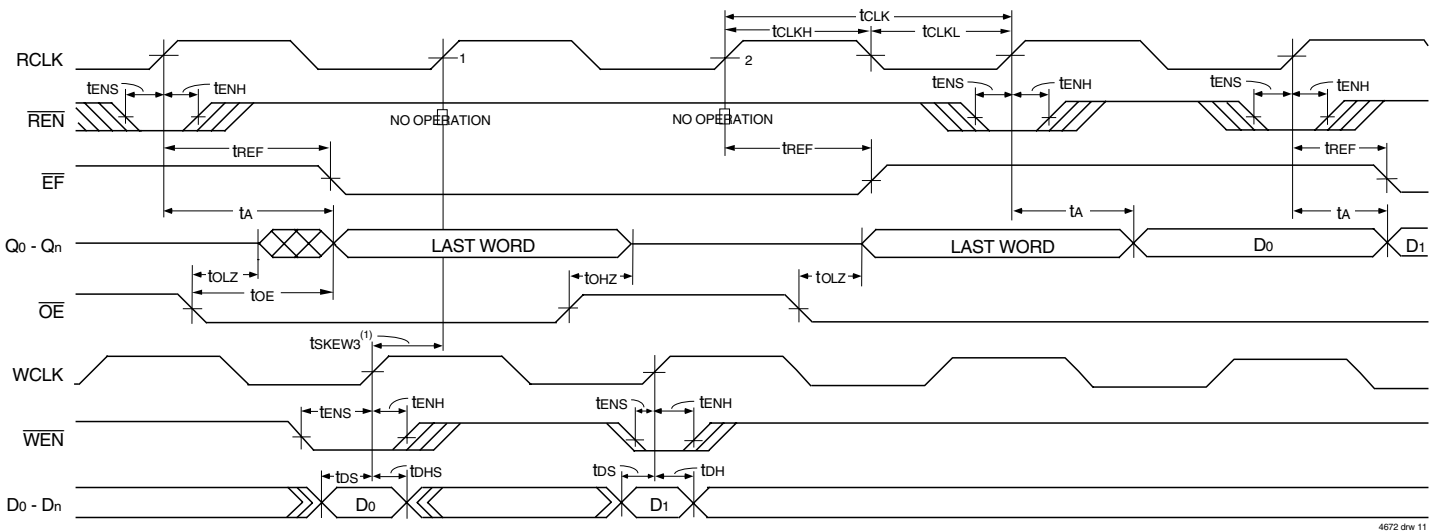 tCLK
tCLKH tCLKL
RCLK 1 2
tENS tENH tENS tENH tENS tENH
REN NO OPERATION NO OPERATION
tREF tREF tREF
EF
tA tA tA
Q0 - Qn LAST WORD LAST WORD D0 D1
tOLZ tOHZ tOLZ
tOE
OE
tSKEW3(1)
WCLK
tENS tENH tENS tENH
WEN
tDS tDHS tDS tDH
D0 - Dn D0 D1
4672 drw 11